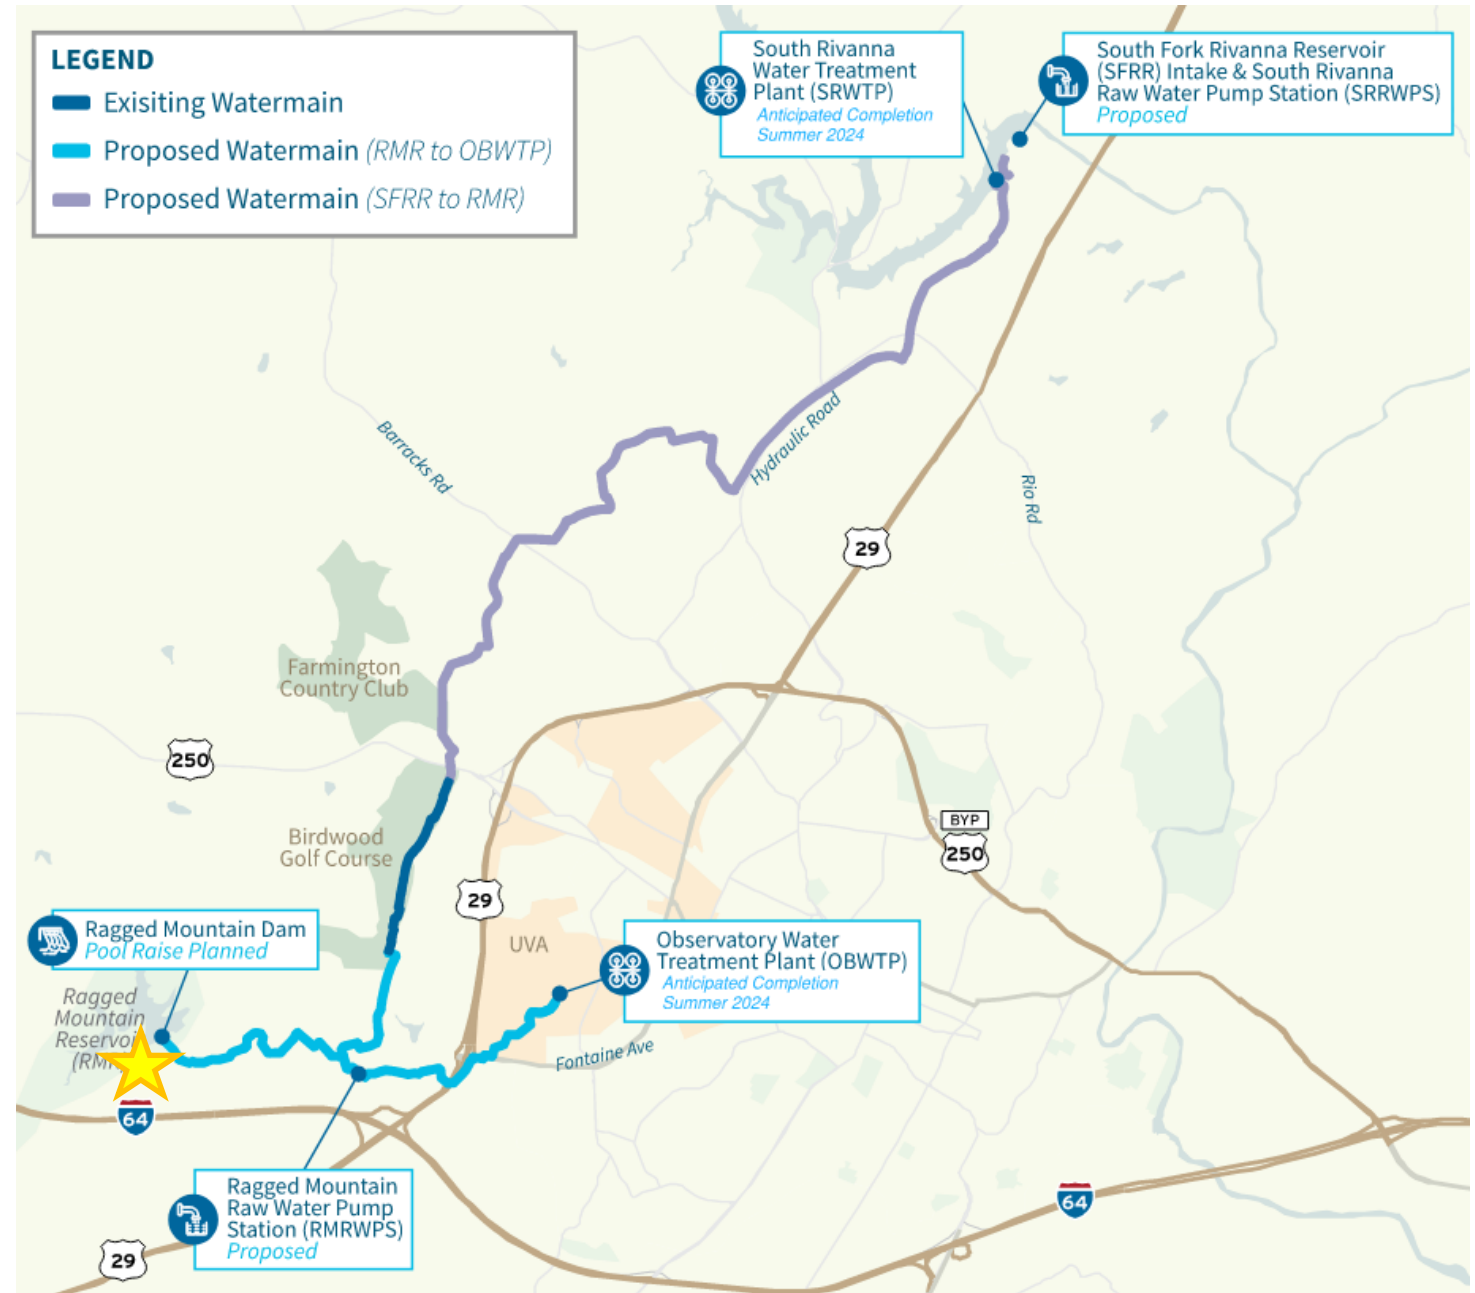 LEGEND
Exisiting Watermain
Proposed Watermain (RMR to OBWTP)
Proposed Watermain (SFRR to RMR)
South Rivanna
Water Treatment
Plant (SRWTP)
Anticipated Completion
Summer 2024
South Fork Rivanna Reservoir
(SFRR) Intake & South Rivanna
Raw Water Pump Station (SRRWPS)
Proposed
Hydraulic Road
Barracks Rd
Rio Rd
29
Farmington
Country Club
250
Birdwood
Golf Course
BYP
250
29
UVA
Ragged Mountain Dam
Pool Raise Planned
Observatory Water
Treatment Plant (OBWTP)
Anticipated Completion
Summer 2024
Ragged
Mountain
Reservoir
(RMR)
Fontaine Ave
64
Ragged Mountain
Raw Water Pump
Station (RMRWPS)
Proposed
64
29